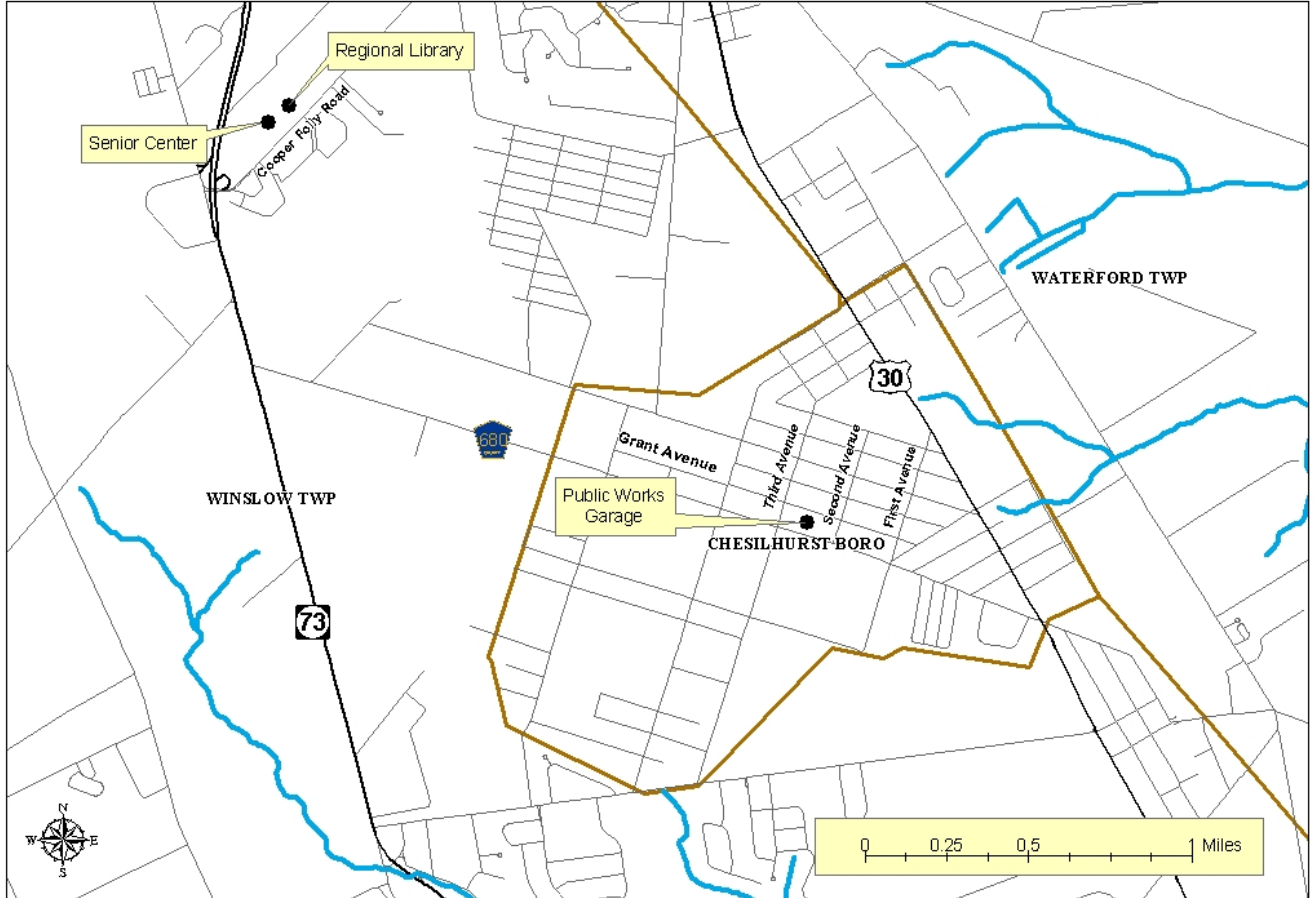 Regional Library
Senior Center
Cooper Folly Road
WATERFORD TWP
30
680
Grant Avenue
Third Avenue
Second Avenue
First Avenue
WINSLOW TWP
Public Works
Garage
CHESILHURST BORO
73
N
W
E
S
0
0.25
0.5
1
Miles